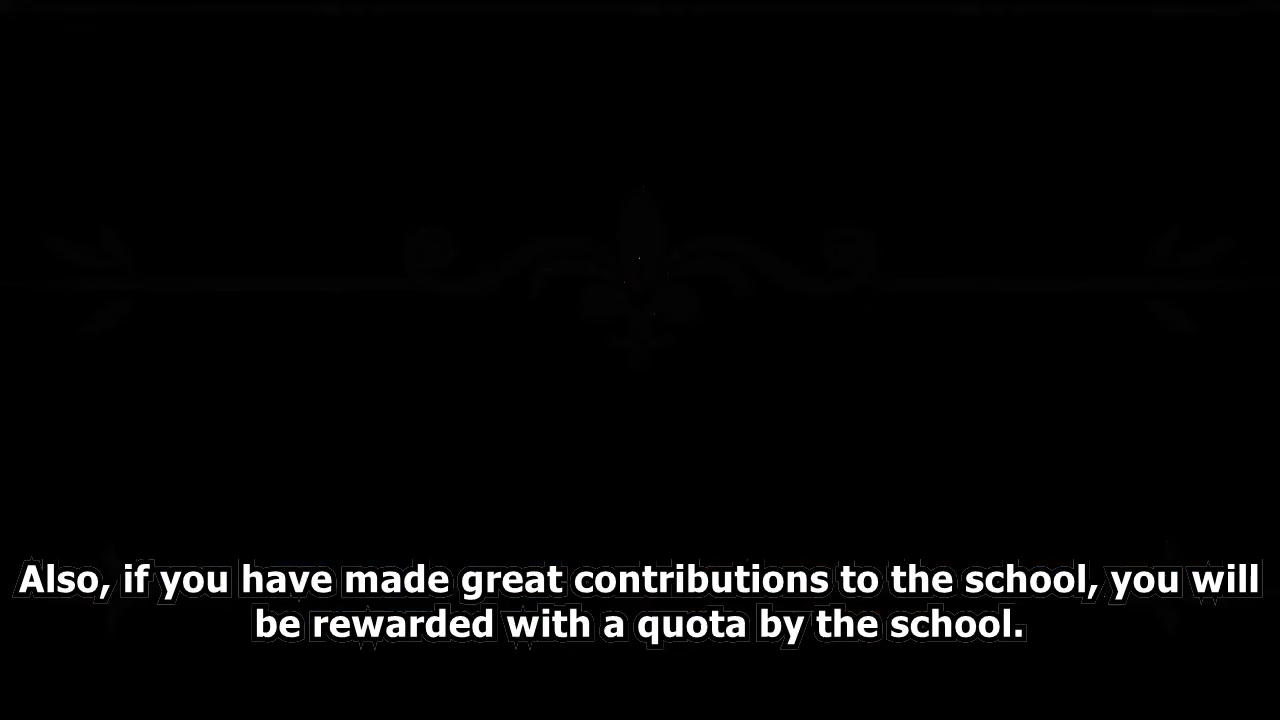 Also, if you have made great contributions to the school, you will
be rewarded with a quota by the school.